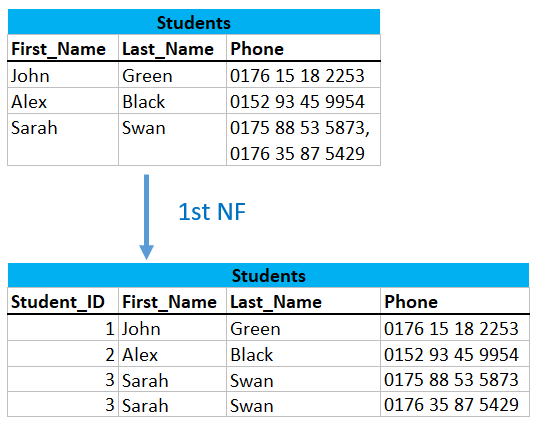 Students
First_Name Last_Name Phone
John Green 0176 15 18 2253
Alex Black 0152 93 45 9954
Sarah Swan 0175 88 53 5873,
0176 35 87 5429
1st NF
Students
Student_ID First_Name Last_Name Phone
1 John Green 0176 15 18 2253
2 Alex Black 0152 93 45 9954
3 Sarah Swan 0175 88 53 5873
3 Sarah Swan 0176 35 87 5429